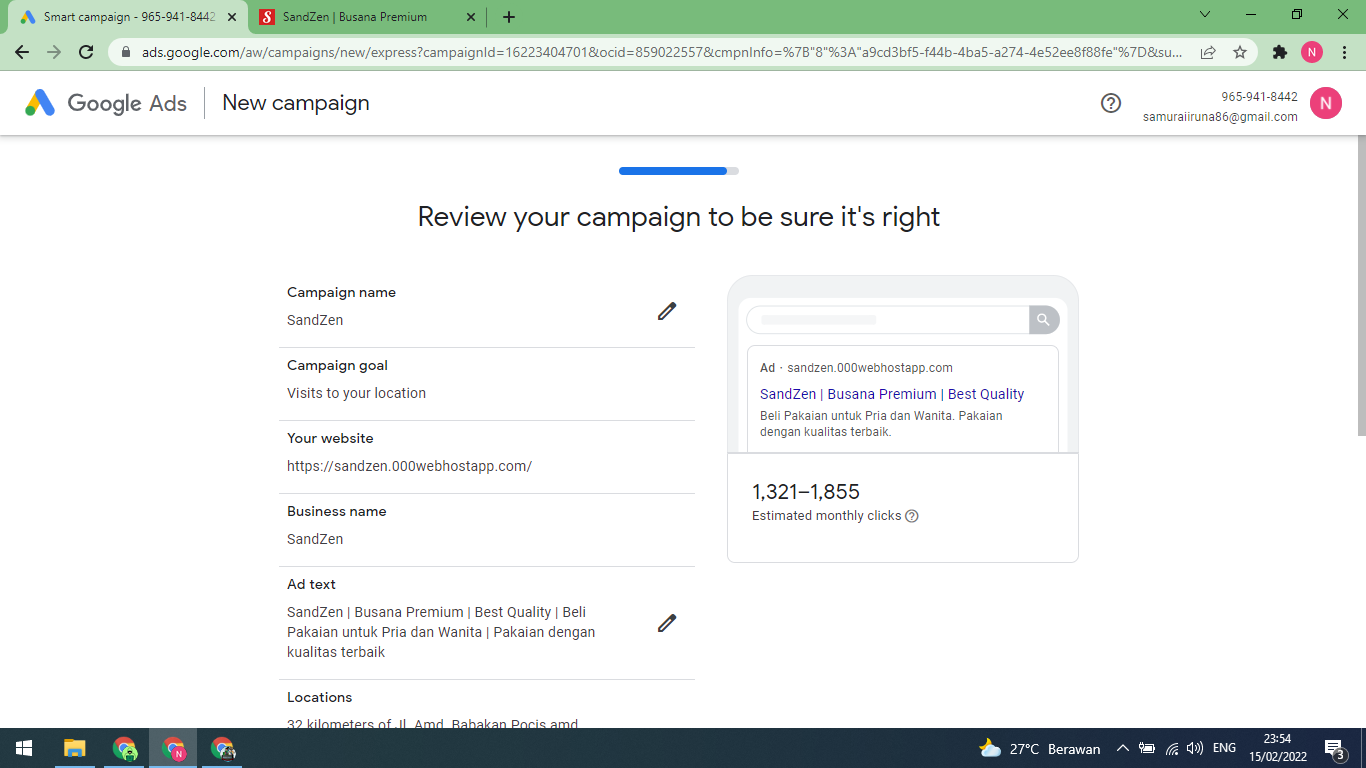 Smart campaign - 965-941-8442
SandZen | Busana Premium
ads.google.com/aw/campaigns/new/express?campaignId=16223404701&ocid=859022557&cmpnInfo=%7B"8"%3A"a9cd3bf5-f44b-4ba5-a274-4e52ee8f88fe"%7D&su...
N
Google Ads
New campaign
965-941-8442
samuraiiruna86@gmail.com
N
Review your campaign to be sure it's right
Campaign name
SandZen
Campaign goal
Visits to your location
Your website
https://sandzen.000webhostapp.com/
Business name
SandZen
Ad text
SandZen | Busana Premium | Best Quality | Beli
Pakaian untuk Pria dan Wanita | Pakaian dengan
kualitas terbaik
Locations
32 kilometers of Jl. Amd. Babakan Pocis amd
Ad · sandzen.000webhostapp.com
SandZen | Busana Premium | Best Quality
Beli Pakaian untuk Pria dan Wanita. Pakaian
dengan kualitas terbaik.
1,321–1,855
Estimated monthly clicks
27°C Berawan
ENG
23:54
15/02/2022
3